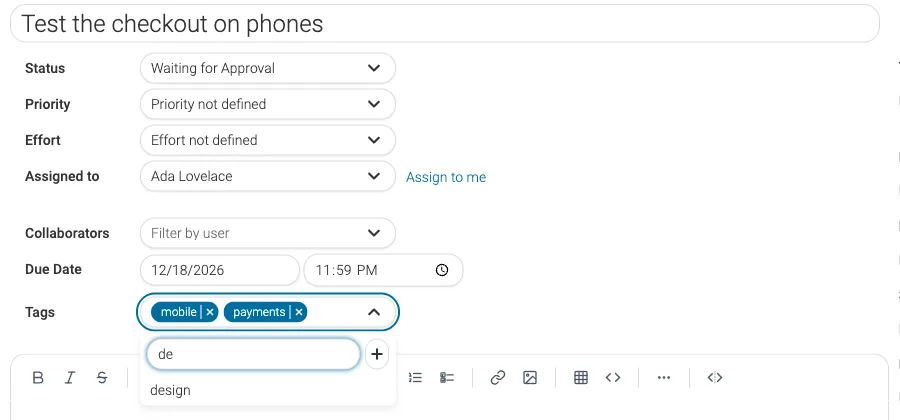 Test the checkout on phones
Status Waiting for Approval
Priority Priority not defined
Effort Effort not defined
Assigned to Ada Lovelace Assign to me
Collaborators Filter by user
Due Date 12/18/2026 11:59 PM
Tags mobile payments
de
B I S
design